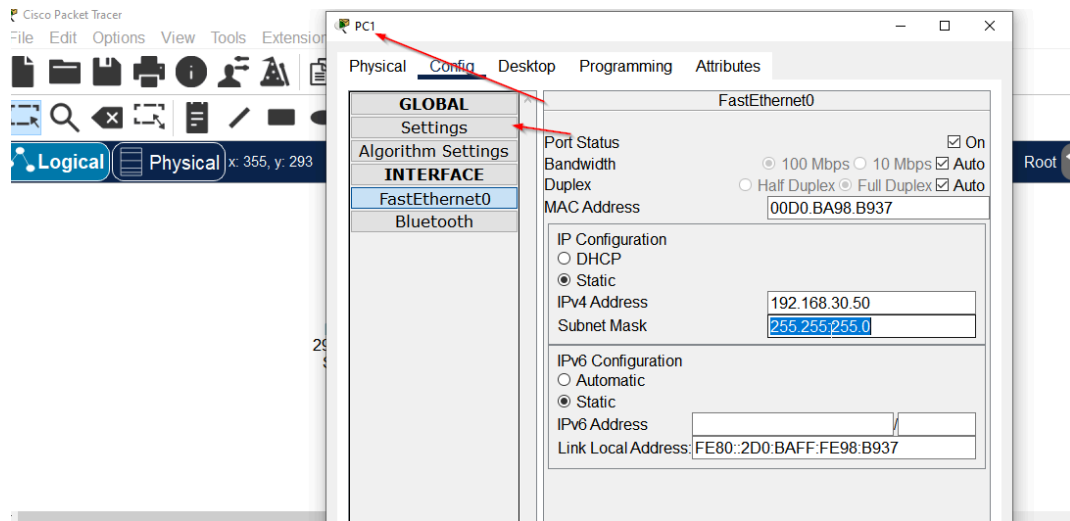 Cisco Packet Tracer
File Edit Options View Tools Extension
PC1
Physical Config Desktop Programming Attributes
Logical
Physical
x: 355, y: 293
Root
GLOBAL
Settings
Algorithm Settings
INTERFACE
FastEthernet0
Bluetooth
FastEthernet0
Port Status On
Bandwidth 100 Mbps 10 Mbps Auto
Duplex Half Duplex Full Duplex Auto
MAC Address 00D0.BA98.B937
IP Configuration
DHCP
Static
IPv4 Address 192.168.30.50
Subnet Mask 255.255.255.0
IPv6 Configuration
Automatic
Static
IPv6 Address /
Link Local Address: FE80::2D0:BAFF:FE98:B937